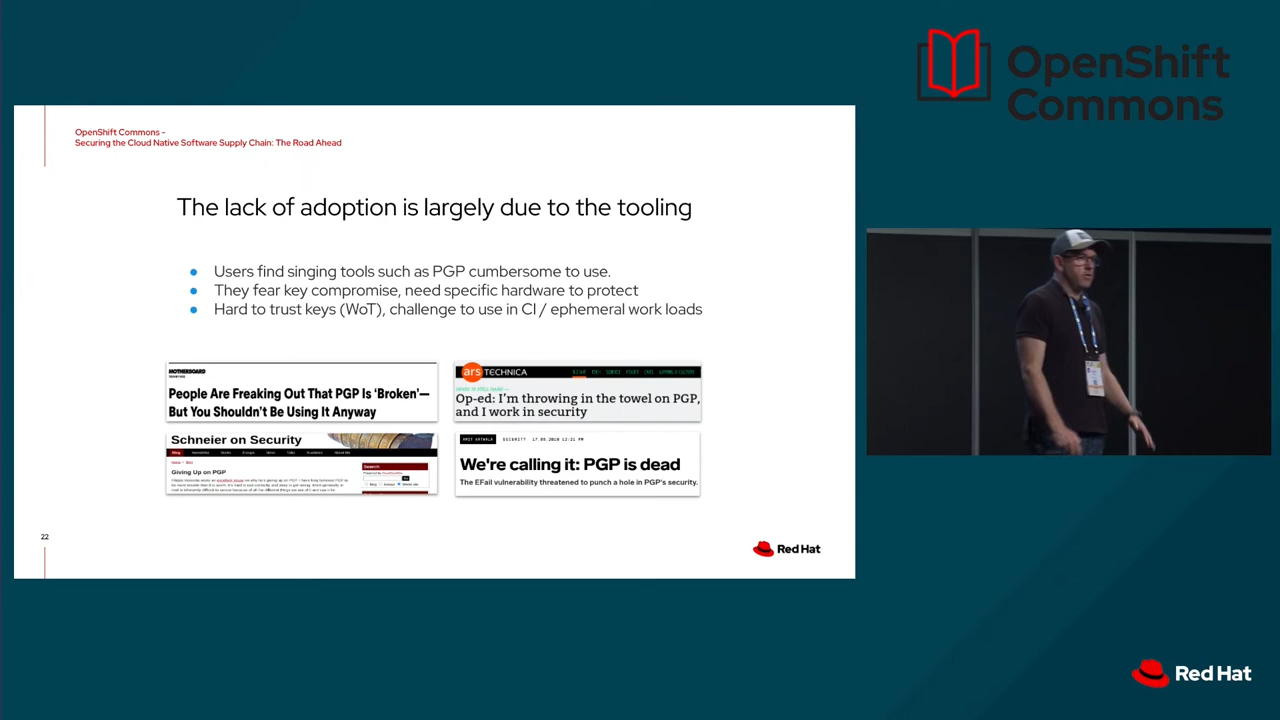 OpenShift
Commons
OpenShift Commons -
Securing the Cloud Native Software Supply Chain: The Road Ahead
The lack of adoption is largely due to the tooling
Users find singing tools such as PGP cumbersome to use.
They fear key compromise, need specific hardware to protect
Hard to trust keys (WoT), challenge to use in CI / ephemeral work loads
MOTHERBOARD
People Are Freaking Out That PGP Is ‘Broken’—
But You Shouldn’t Be Using It Anyway
ars TECHNICA
Op-ed: I'm throwing in the towel on PGP,
and I work in security
Schneier on Security
Giving Up on PGP
SECURITY
We're calling it: PGP is dead
The EFail vulnerability threatened to punch a hole in PGP's security.
22
Red Hat
Red Hat